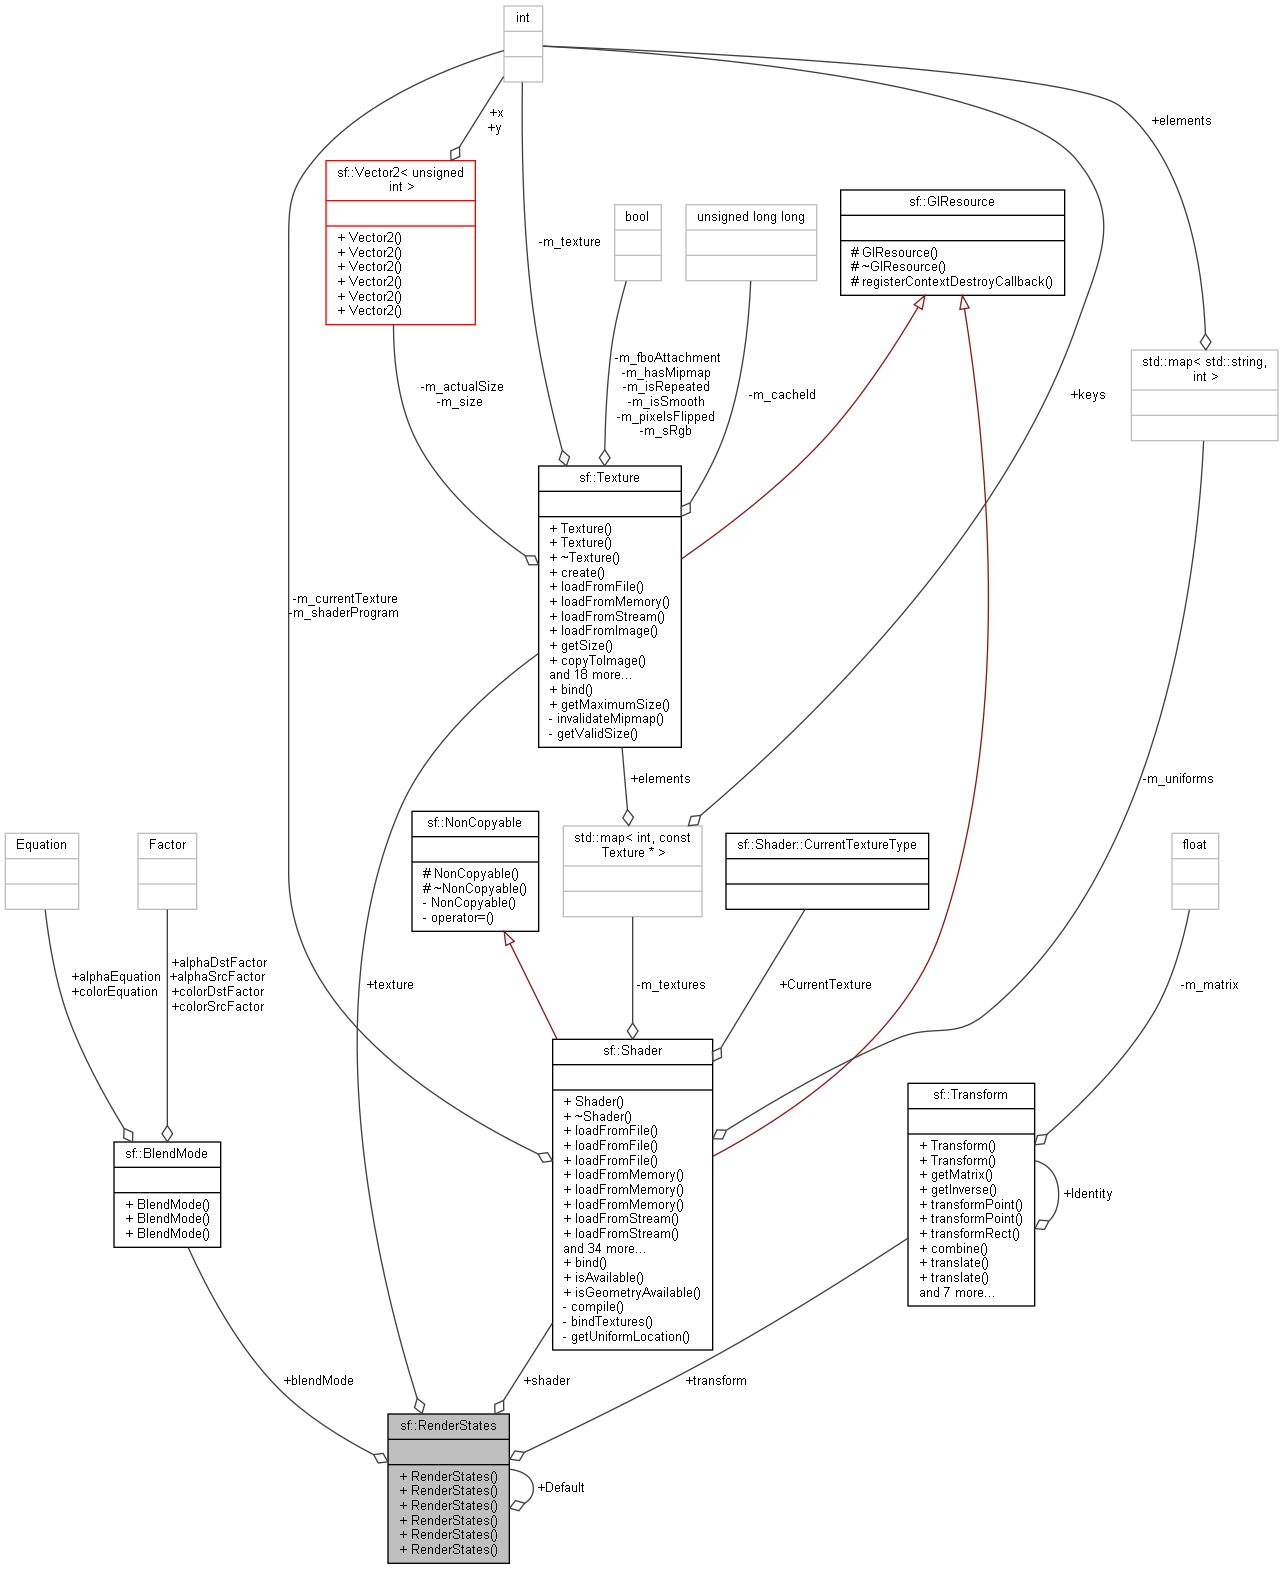 int
+x
+y
+elements
sf::Vector2< unsigned
int >
+ Vector2()
+ Vector2()
+ Vector2()
+ Vector2()
+ Vector2()
+ Vector2()
-m_texture
bool
unsigned long long
sf::GlResource
# GlResource()
# ~GlResource()
# registerContextDestroyCallback()
std::map< std::string,
int >
-m_actualSize
-m_size
-m_fboAttachment
-m_hasMipmap
-m_isRepeated
-m_isSmooth
-m_pixelsFlipped
-m_sRgb
-m_cacheId
+keys
sf::Texture
+ Texture()
+ Texture()
+ ~Texture()
+ create()
+ loadFromFile()
+ loadFromMemory()
+ loadFromStream()
+ loadFromImage()
+ getSize()
+ copyToImage()
and 18 more...
+ bind()
+ getMaximumSize()
- invalidateMipmap()
- getValidSize()
-m_currentTexture
-m_shaderProgram
+elements
-m_uniforms
Equation
Factor
sf::NonCopyable
# NonCopyable()
# ~NonCopyable()
- NonCopyable()
- operator=()
std::map< int, const
Texture * >
sf::Shader::CurrentTextureType
float
+alphaEquation
+colorEquation
+alphaDstFactor
+alphaSrcFactor
+colorDstFactor
+colorSrcFactor
+texture
-m_textures
+CurrentTexture
-m_matrix
sf::BlendMode
+ BlendMode()
+ BlendMode()
+ BlendMode()
sf::Shader
+ Shader()
+ ~Shader()
+ loadFromFile()
+ loadFromFile()
+ loadFromFile()
+ loadFromMemory()
+ loadFromMemory()
+ loadFromMemory()
+ loadFromStream()
+ loadFromStream()
and 34 more...
+ bind()
+ isAvailable()
+ isGeometryAvailable()
- compile()
- bindTextures()
- getUniformLocation()
sf::Transform
+ Transform()
+ Transform()
+ getMatrix()
+ getInverse()
+ transformPoint()
+ transformPoint()
+ transformRect()
+ combine()
+ translate()
+ translate()
and 7 more...
+Identity
+blendMode
+shader
+transform
sf::RenderStates
+ RenderStates()
+ RenderStates()
+ RenderStates()
+ RenderStates()
+ RenderStates()
+ RenderStates()
+Default